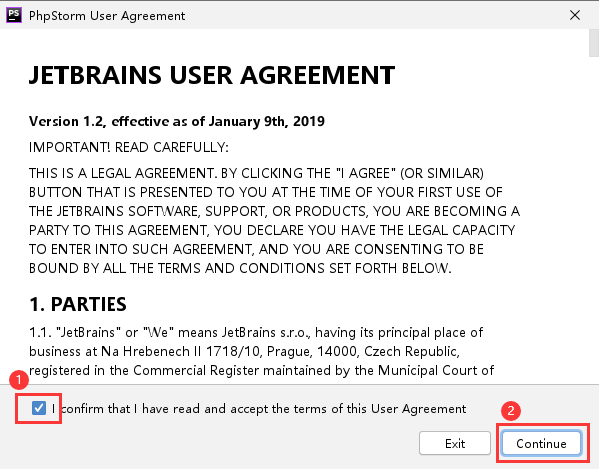 PS PhpStorm User Agreement
JETBRAINS USER AGREEMENT
Version 1.2, effective as of January 9th, 2019
IMPORTANT! READ CAREFULLY:
THIS IS A LEGAL AGREEMENT. BY CLICKING THE "I AGREE" (OR SIMILAR)
BUTTON THAT IS PRESENTED TO YOU AT THE TIME OF YOUR FIRST USE OF
THE JETBRAINS SOFTWARE, SUPPORT, OR PRODUCTS, YOU ARE BECOMING A
PARTY TO THIS AGREEMENT, YOU DECLARE YOU HAVE THE LEGAL CAPACITY
TO ENTER INTO SUCH AGREEMENT, AND YOU ARE CONSENTING TO BE
BOUND BY ALL THE TERMS AND CONDITIONS SET FORTH BELOW.
1. PARTIES
1.1. "JetBrains" or "We" means JetBrains s.r.o., having its principal place of
business at Na Hrebenech II 1718/10, Prague, 14000, Czech Republic,
registered in the Commercial Register maintained by the Municipal Court of
1
I confirm that I have read and accept the terms of this User Agreement
2
Exit
Continue